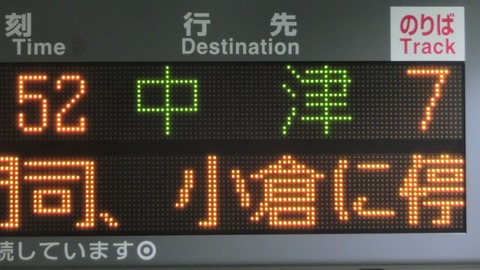 刻 行先 のりば
Time Destination Track
52 中津 7
司、小倉に停
続しています◎